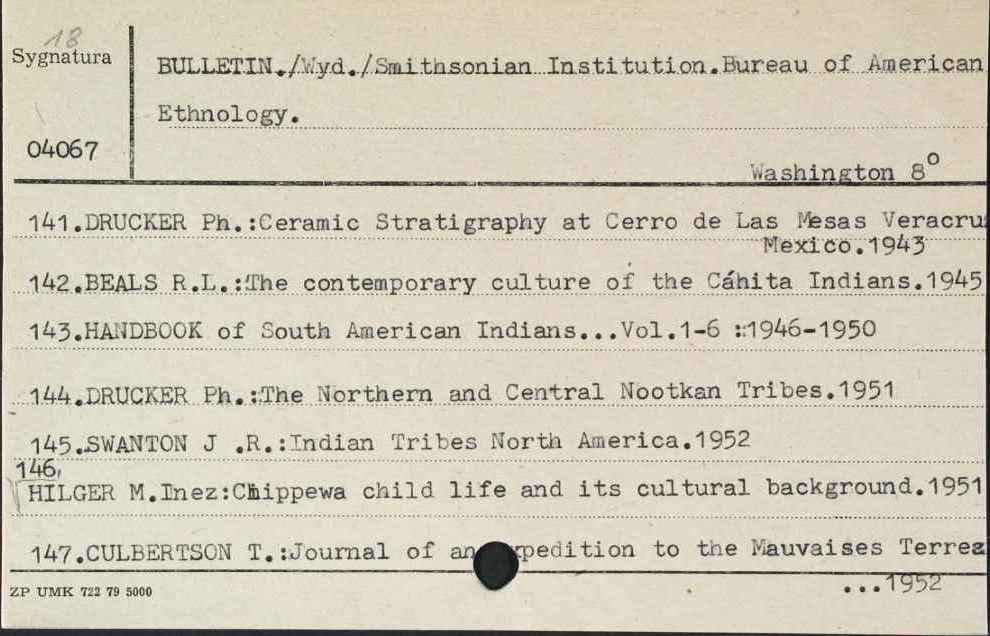 18
Sygnatura
BULLETIN./Wyd./Smithsonian Institution.Bureau of American
Ethnology.
04067
Washington 8º
141.DRUCKER Ph.:Ceramic Stratigraphy at Cerro de Las Mesas Veracru
Mexico.1943
142.BEALS R.L.:The contemporary culture of the Cáhita Indians.1945
143.HANDBOOK of South American Indians...Vol.1-6 :1946-1950
144.DRUCKER Ph.:The Northern and Central Nootkan Tribes.1951
145.SWANTON J .R.:Indian Tribes North America.1952
146,
HILGER M.Inez:Chippewa child life and its cultural background.1951
147.CULBERTSON T.:Journal of an xpedition to the Mauvaises Terres
...1952
ZP UMK 722 79 5000